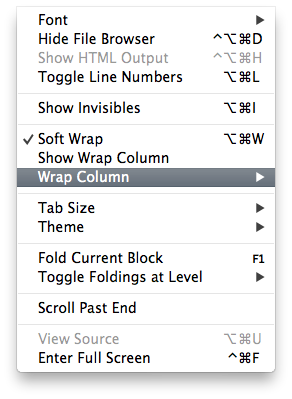 Font ▶
Hide File Browser ^⌥⌘D
Show HTML Output ^⌥⌘H
Toggle Line Numbers ⌥⌘L
Show Invisibles ⌥⌘I
✓ Soft Wrap ⌥⌘W
Show Wrap Column
Wrap Column ▶
Tab Size ▶
Theme ▶
Fold Current Block F1
Toggle Foldings at Level ▶
Scroll Past End
View Source ⌥⌘U
Enter Full Screen ^⌘F